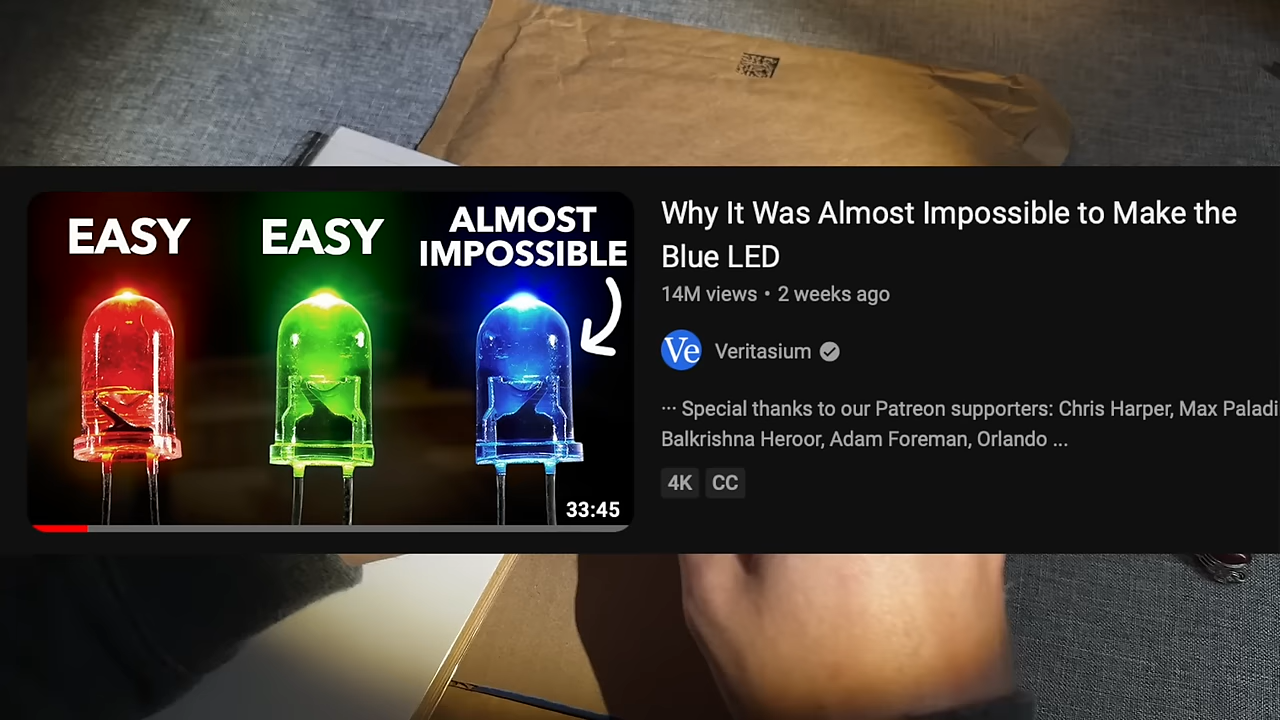 EASY
EASY
ALMOST
IMPOSSIBLE
33:45
Why It Was Almost Impossible to Make the
Blue LED
14M views • 2 weeks ago
Ve
Veritasium
··· Special thanks to our Patreon supporters: Chris Harper, Max Paladi
Balkrishna Heroor, Adam Foreman, Orlando ...
4K CC